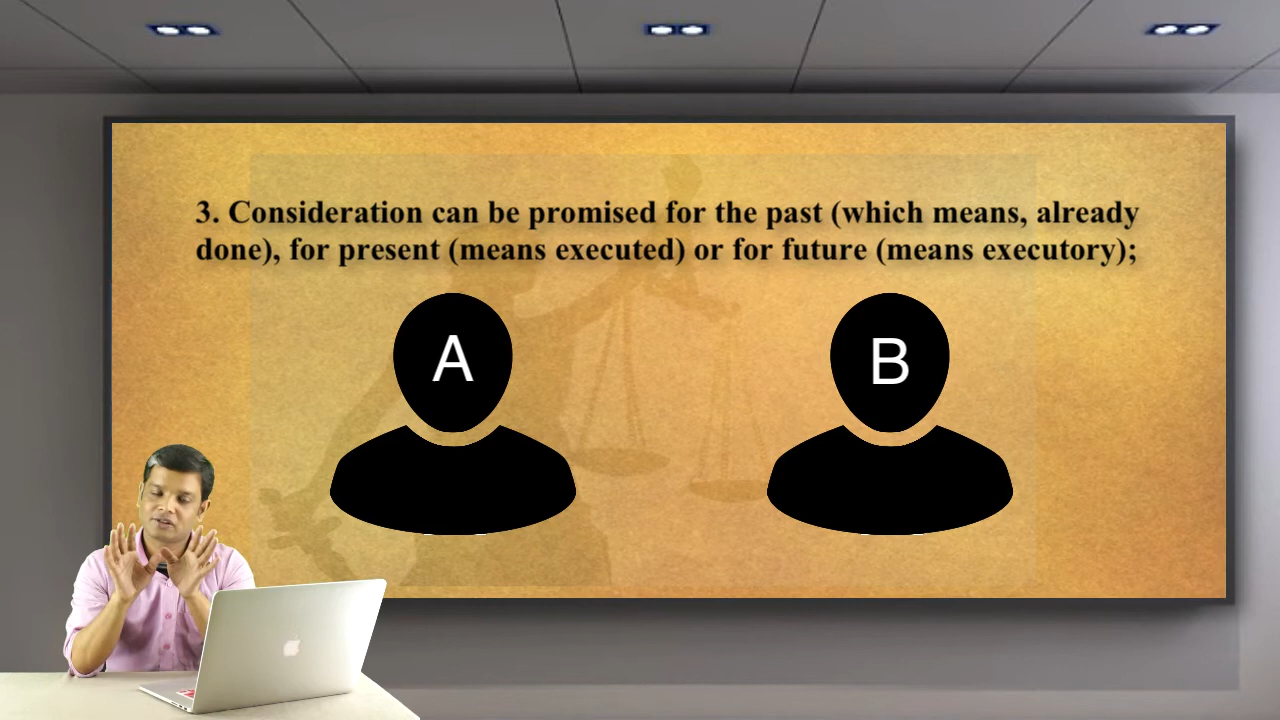 3. Consideration can be promised for the past (which means, already
done), for present (means executed) or for future (means executory);
A
B